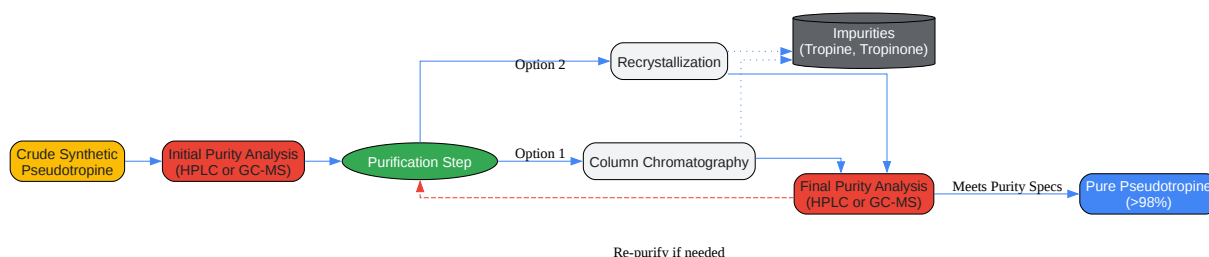 Impurities
(Tropine, Tropinone)
Option 2
Recrystallization
Crude Synthetic
Pseudotropine
Initial Purity Analysis
(HPLC or GC-MS)
Purification Step
Option 1
Column Chromatography
Final Purity Analysis
(HPLC or GC-MS)
Meets Purity Specs
Pure Pseudotropine
(>98%)
Re-purify if needed